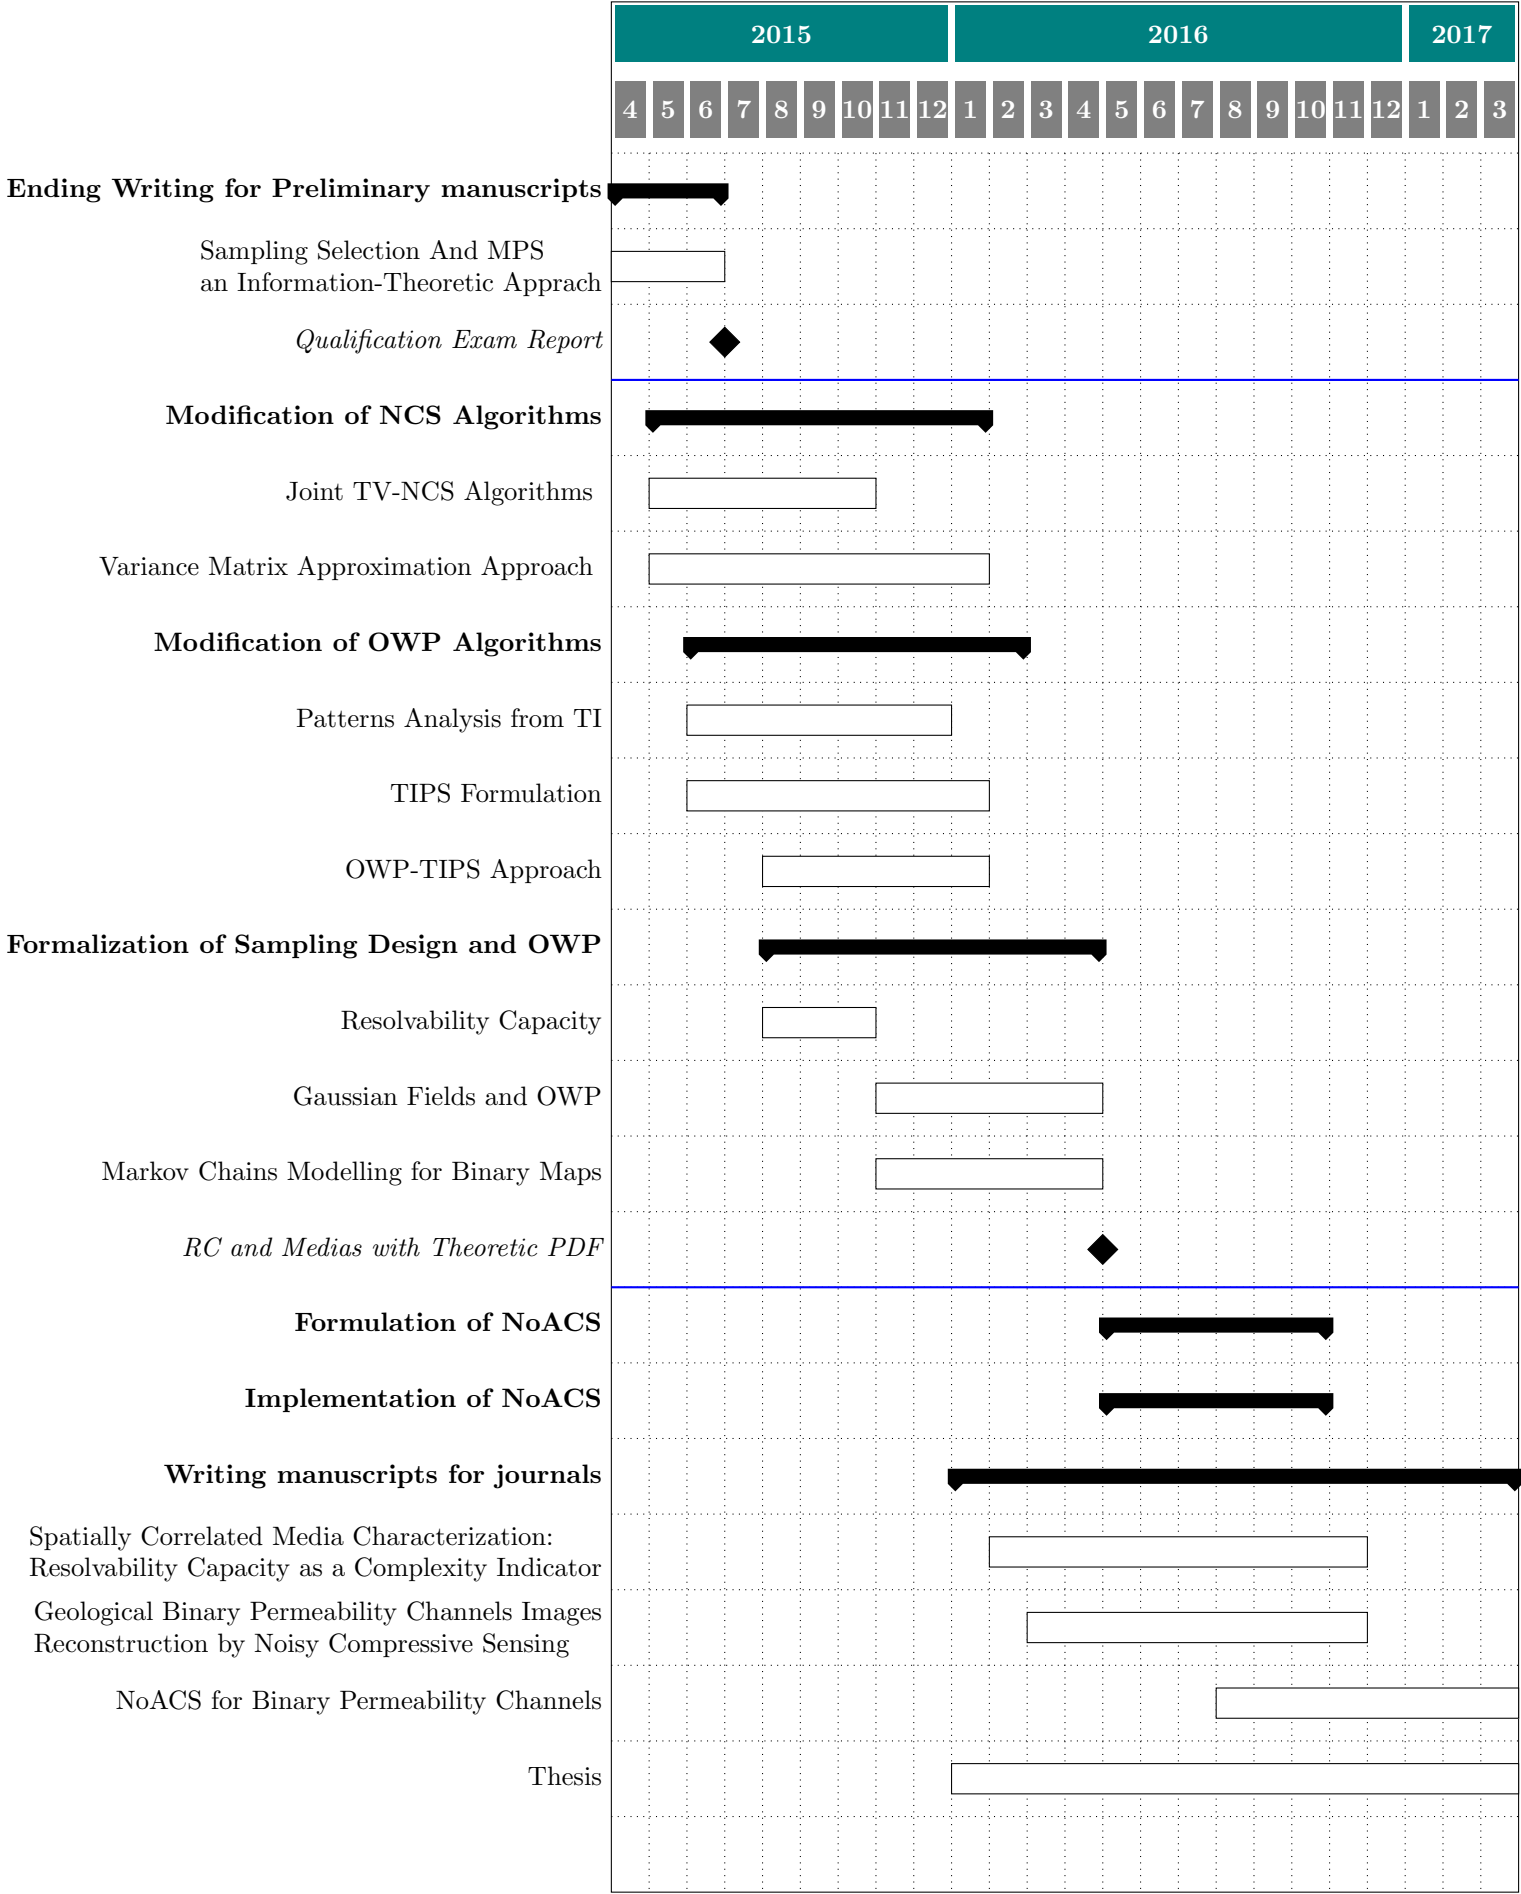 2015 2016 2017
4 5 6 7 8 9 10 11 12 1 2 3 4 5 6 7 8 9 10 11 12 1 2 3
Ending Writing for Preliminary manuscripts
Sampling Selection And MPS
an Information-Theoretic Apprach
Qualification Exam Report
Modification of NCS Algorithms
Joint TV-NCS Algorithms
Variance Matrix Approximation Approach
Modification of OWP Algorithms
Patterns Analysis from TI
TIPS Formulation
OWP-TIPS Approach
Formalization of Sampling Design and OWP
Resolvability Capacity
Gaussian Fields and OWP
Markov Chains Modelling for Binary Maps
RC and Medias with Theoretic PDF
Formulation of NoACS
Implementation of NoACS
Writing manuscripts for journals
Spatially Correlated Media Characterization:
Resolvability Capacity as a Complexity Indicator
Geological Binary Permeability Channels Images
Reconstruction by Noisy Compressive Sensing
NoACS for Binary Permeability Channels
Thesis